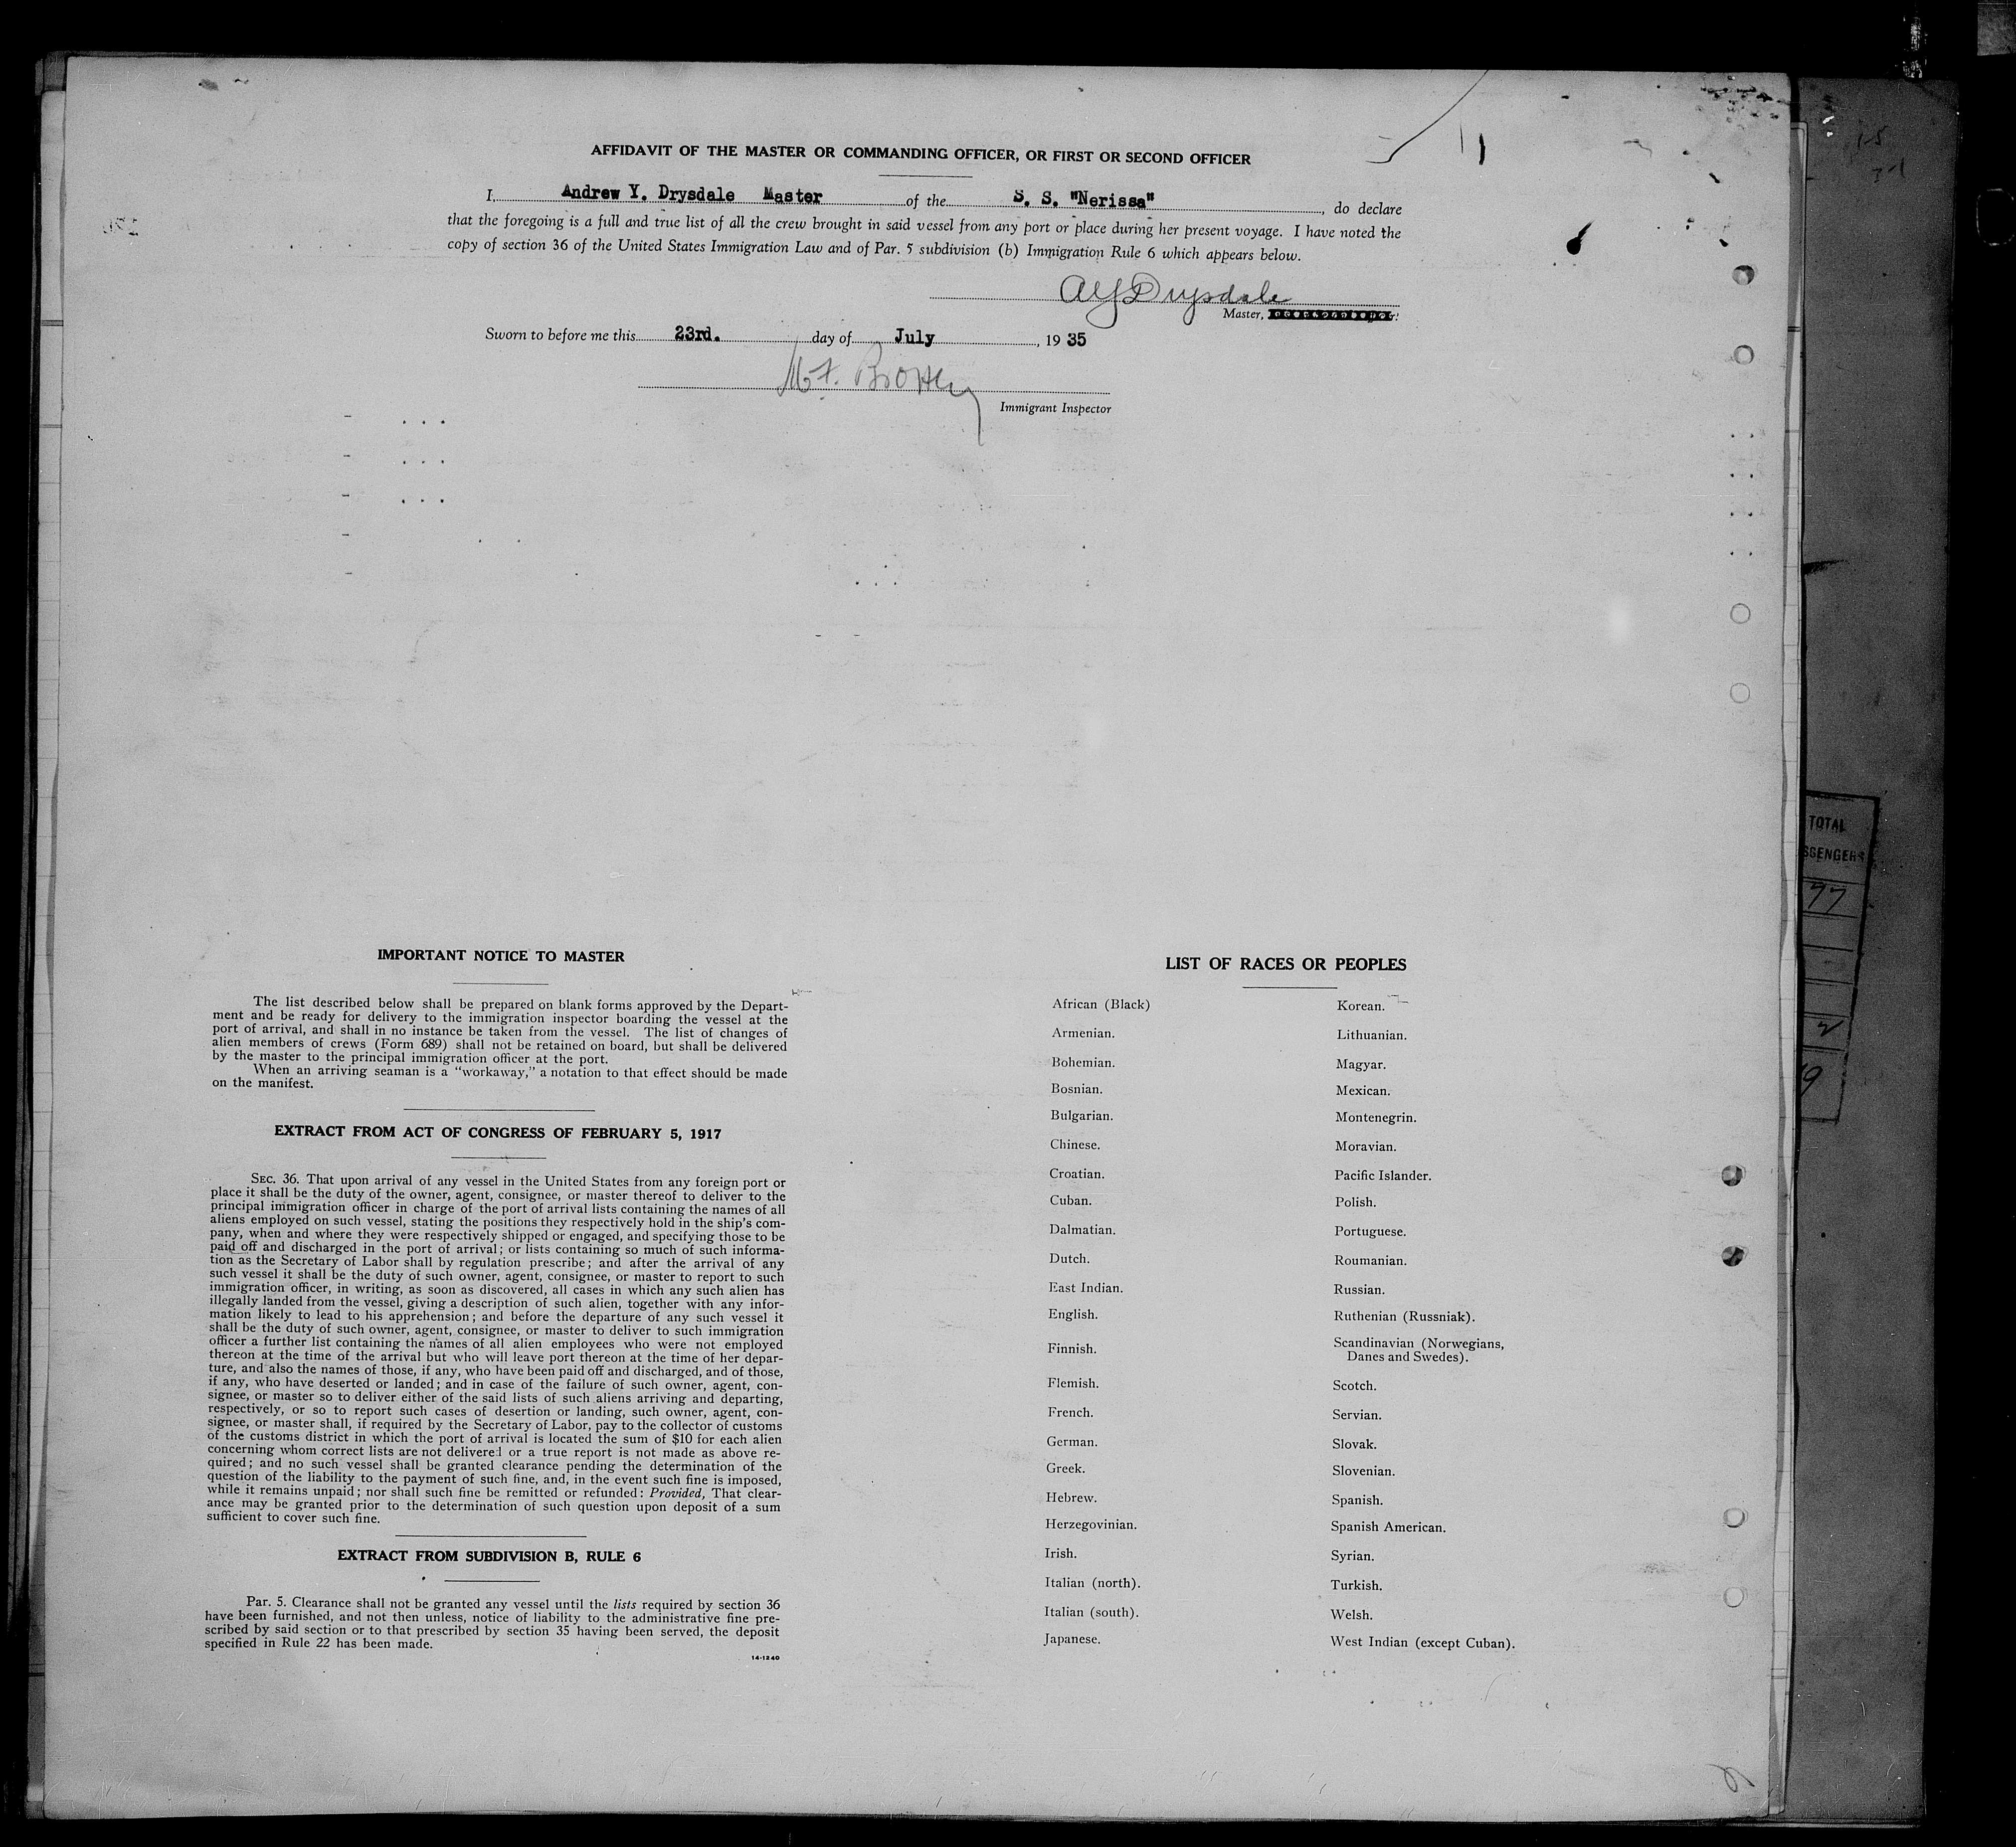 AFFIDAVIT OF THE MASTER OR COMMANDING OFFICER, OR FIRST OR SECOND OFFICER
I, Andrew Y. Drysdale Master of the S. S. "Nerissa", do declare
that the foregoing is a full and true list of all the crew brought in said vessel from any port or place during her present voyage. I have noted the
copy of section 36 of the United States Immigration Law and of Par. 5 subdivision (b) Immigration Rule 6 which appears below.
AYDrysdale
Master,
Sworn to before me this 23rd. day of July, 1935
Immigrant Inspector
IMPORTANT NOTICE TO MASTER
The list described below shall be prepared on blank forms approved by the Depart-
ment and be ready for delivery to the immigration inspector boarding the vessel at the
port of arrival, and shall in no instance be taken from the vessel. The list of changes of
alien members of crews (Form 689) shall not be retained on board, but shall be delivered
by the master to the principal immigration officer at the port.
When an arriving seaman is a "workaway," a notation to that effect should be made
on the manifest.
EXTRACT FROM ACT OF CONGRESS OF FEBRUARY 5, 1917
SEC. 36. That upon arrival of any vessel in the United States from any foreign port or
place it shall be the duty of the owner, agent, consignee, or master thereof to deliver to the
principal immigration officer in charge of the port of arrival lists containing the names of all
aliens employed on such vessel, stating the positions they respectively hold in the ship's com-
pany, when and where they were respectively shipped or engaged, and specifying those to be
paid off and discharged in the port of arrival; or lists containing so much of such informa-
tion as the Secretary of Labor shall by regulation prescribe; and after the arrival of any
such vessel it shall be the duty of such owner, agent, consignee, or master to report to such
immigration officer, in writing, as soon as discovered, all cases in which any such alien has
illegally landed from the vessel, giving a description of such alien, together with any infor-
mation likely to lead to his apprehension; and before the departure of any such vessel it
shall be the duty of such owner, agent, consignee, or master to deliver to such immigration
officer a further list containing the names of all alien employees who were not employed
thereon at the time of the arrival but who will leave port thereon at the time of her depar-
ture, and also the names of those, if any, who have been paid off and discharged, and of those,
if any, who have deserted or landed; and in case of the failure of such owner, agent, con-
signee, or master so to deliver either of the said lists of such aliens arriving and departing,
respectively, or so to report such cases of desertion or landing, such owner, agent, con-
signee, or master shall, if required by the Secretary of Labor, pay to the collector of customs
of the customs district in which the port of arrival is located the sum of $10 for each alien
concerning whom correct lists are not delivered or a true report is not made as above re-
quired; and no such vessel shall be granted clearance pending the determination of the
question of the liability to the payment of such fine, and, in the event such fine is imposed,
while it remains unpaid; nor shall such fine be remitted or refunded: Provided, That clear-
ance may be granted prior to the determination of such question upon deposit of a sum
sufficient to cover such fine.
EXTRACT FROM SUBDIVISION B, RULE 6
Par. 5. Clearance shall not be granted any vessel until the lists required by section 36
have been furnished, and not then unless, notice of liability to the administrative fine pre-
scribed by said section or to that prescribed by section 35 having been served, the deposit
specified in Rule 22 has been made.
14-1240
LIST OF RACES OR PEOPLES
African (Black)
Armenian.
Bohemian.
Bosnian.
Bulgarian.
Chinese.
Croatian.
Cuban.
Dalmatian.
Dutch.
East Indian.
English.
Finnish.
Flemish.
French.
German.
Greek.
Hebrew.
Herzegovinian.
Irish.
Italian (north).
Italian (south).
Japanese.
Korean.
Lithuanian.
Magyar.
Mexican.
Montenegrin.
Moravian.
Pacific Islander.
Polish.
Portuguese.
Roumanian.
Russian.
Ruthenian (Russniak).
Scandinavian (Norwegians,
Danes and Swedes).
Scotch.
Servian.
Slovak.
Slovenian.
Spanish.
Spanish American.
Syrian.
Turkish.
Welsh.
West Indian (except Cuban).
TOTAL
SSENGERS
77
2